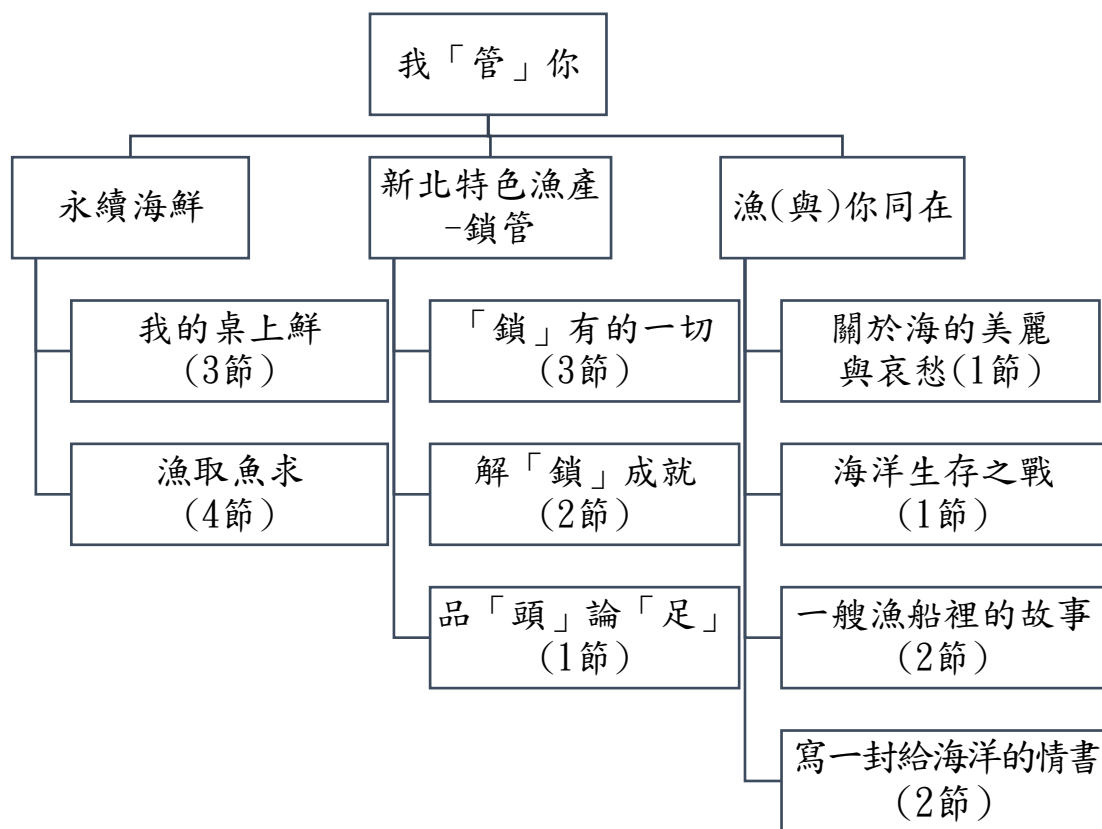 我「管」你
永續海鮮
我的桌上鮮
(3節)
漁取魚求
(4節)
新北特色漁產
-鎖管
「鎖」有的一切
(3節)
解「鎖」成就
(2節)
品「頭」論「足」
(1節)
漁(與)你同在
關於海的美麗
與哀愁(1節)
海洋生存之戰
(1節)
一艘漁船裡的故事
(2節)
寫一封給海洋的情書
(2節)